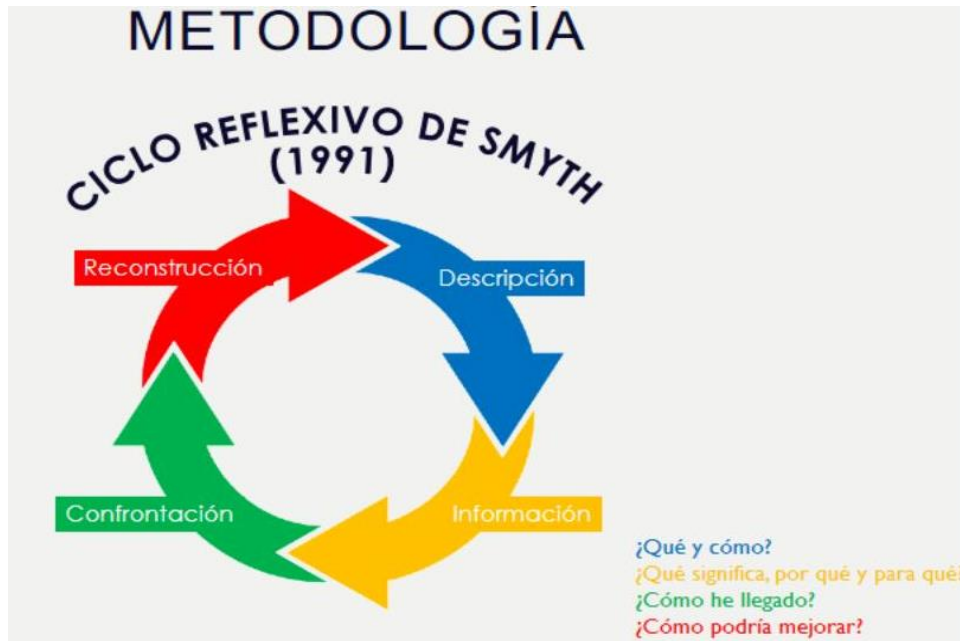 METODOLOGÍA
CICLO REFLEXIVO DE SMYTH
(1991)
Reconstrucción
Descripción
Confrontación
Información
¿Qué y cómo?
¿Qué significa, por qué y para qué?
¿Cómo he llegado?
¿Cómo podría mejorar?